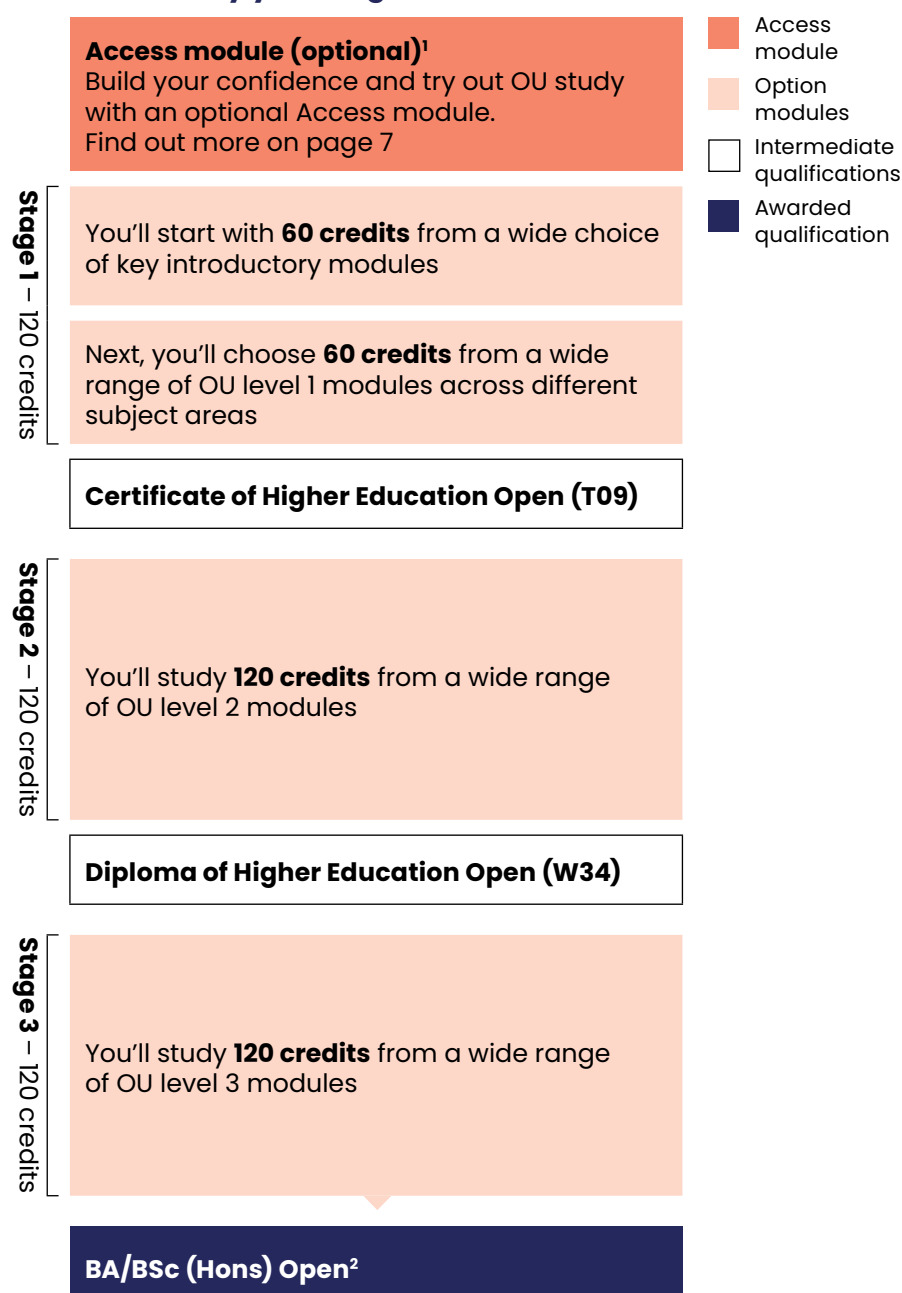 Access module (optional)¹
Build your confidence and try out OU study
with an optional Access module.
Find out more on page 7
Access
module
Option
modules
Intermediate
qualifications
Awarded
qualification
Stage 1 – 120 credits
You’ll start with 60 credits from a wide choice
of key introductory modules
Next, you’ll choose 60 credits from a wide
range of OU level 1 modules across different
subject areas
Certificate of Higher Education Open (T09)
Stage 2 – 120 credits
You’ll study 120 credits from a wide range
of OU level 2 modules
Diploma of Higher Education Open (W34)
Stage 3 – 120 credits
You’ll study 120 credits from a wide range
of OU level 3 modules
BA/BSc (Hons) Open²